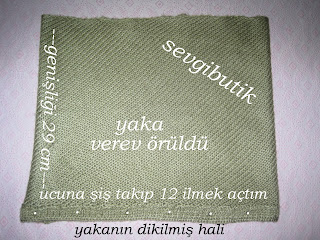 ---genişliği 29 cm---
sevgibutik
yaka
verev örüldü
ucuna şiş takıp 12 ilmek açtım
yakanın dikilmiş hali